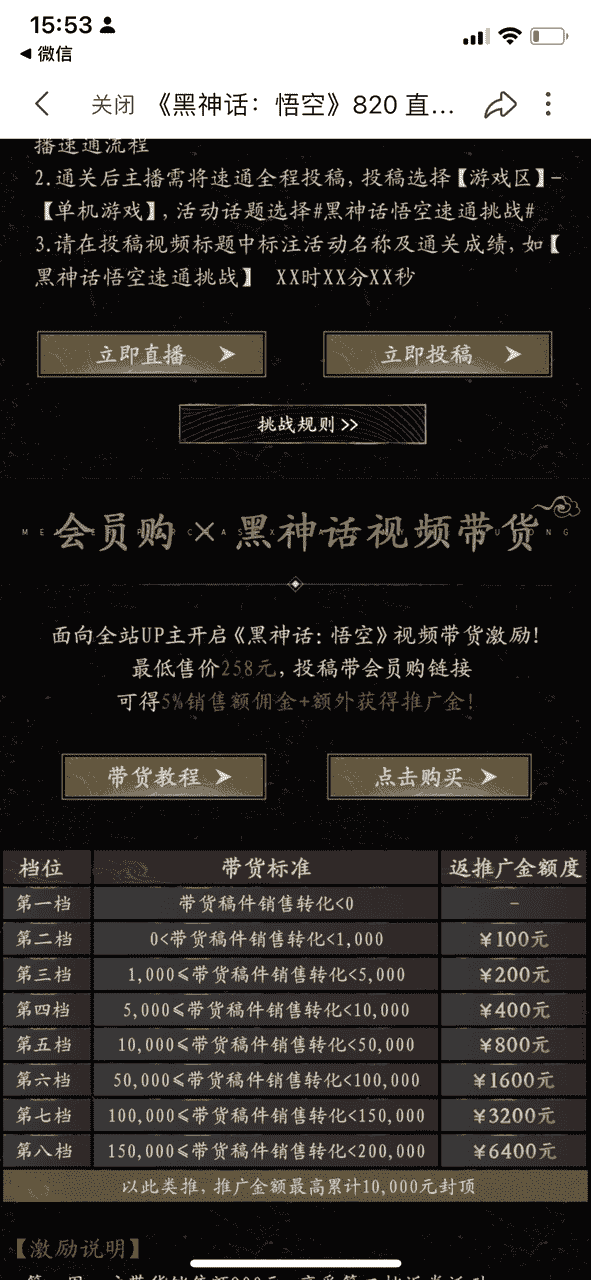 15:53
微信
关闭 《黑神话：悟空》820 直...
播速通流程
2.通关后主播需将速通全程投稿, 投稿选择【游戏区】-
【单机游戏】, 活动话题选择#黑神话悟空速通挑战#
3.请在投稿视频标题中标注活动名称及通关成绩, 如【
黑神话悟空速通挑战】 XX时XX分XX秒
立即直播 立即投稿
挑战规则 >>
会员购 × 黑神话视频带货
面向全站UP主开启《黑神话: 悟空》视频带货激励!
最低售价258元, 投稿带会员购链接
可得5%销售额佣金+额外获得推广金!
带货教程 点击购买
档位 带货标准 返推广金额度
第一档 带货稿件销售转化<0 -
第二档 0<带货稿件销售转化<1,000 ¥100元
第三档 1,000⩽带货稿件销售转化<5,000 ¥200元
第四档 5,000⩽带货稿件销售转化<10,000 ¥400元
第五档 10,000⩽带货稿件销售转化<50,000 ¥800元
第六档 50,000⩽带货稿件销售转化<100,000 ¥1600元
第七档 100,000⩽带货稿件销售转化<150,000 ¥3200元
第八档 150,000⩽带货稿件销售转化<200,000 ¥6400元
以此类推, 推广金额最高累计10,000元封顶
【激励说明】